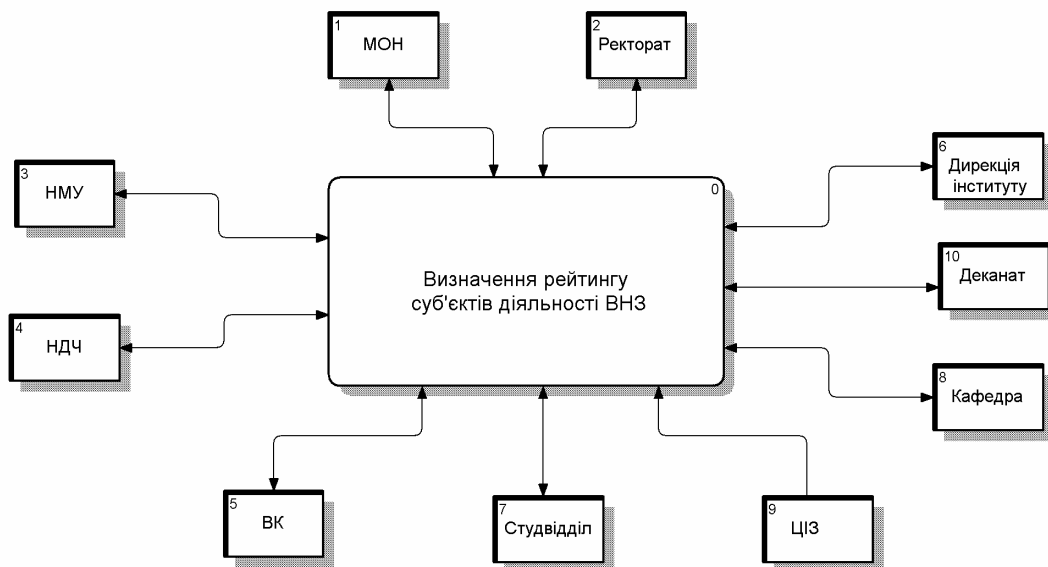 1
МОН
2
Ректорат
3
НМУ
6
Дирекція
інституту
0
Визначення рейтингу
суб'єктів діяльності ВНЗ
10
Деканат
4
НДЧ
8
Кафедра
5
ВК
7
Студвідділ
9
ЦІЗ